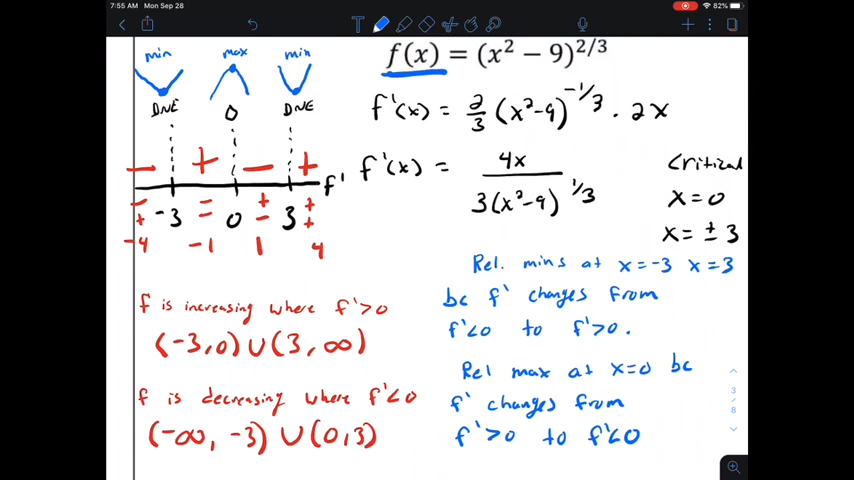 7:55 AM Mon Sep 28
82%
f(x) = (x² − 9)^{2/3}
min max min
DNE 0 DNE
f'(x) = 2/3 (x²-9)^{-1/3} · 2x
− + − + f'
-3 0 3
− − + +
+ − − +
-4 -1 1 4
f'(x) = 4x / 3(x²-9)^{1/3}
Critical
x = 0
x = ± 3
f is increasing where f'>0
(-3,0) ∪ (3, ∞)
f is decreasing where f'<0
(-∞, -3) ∪ (0,3)
Rel. mins at x=-3 x=3
bc f' changes from
f'<0 to f'>0.
Rel max at x=0 bc
f' changes from
f'>0 to f'<0
3
/
8